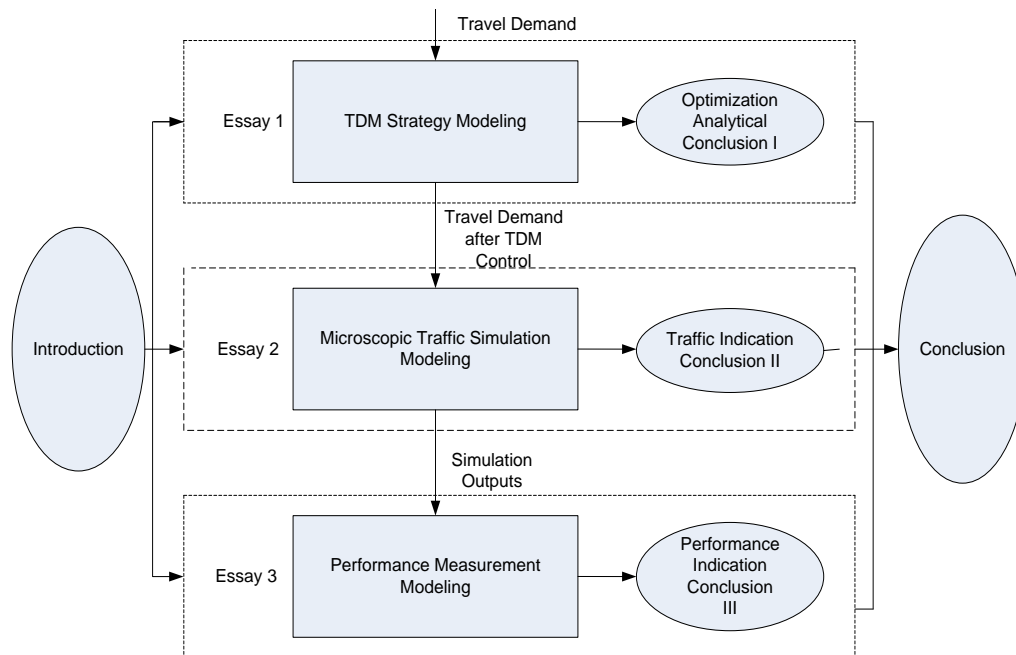 Travel Demand
Essay 1
TDM Strategy Modeling
Optimization
Analytical
Conclusion I
Travel Demand
after TDM
Control
Introduction
Essay 2
Microscopic Traffic Simulation
Modeling
Traffic Indication
Conclusion II
Conclusion
Simulation
Outputs
Essay 3
Performance Measurement
Modeling
Performance
Indication
Conclusion
III